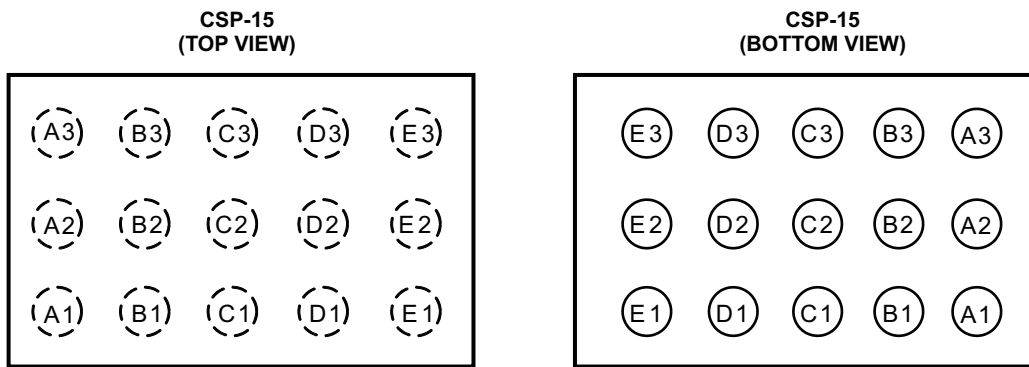 CSP-15
(TOP VIEW)
A3 B3 C3 D3 E3
A2 B2 C2 D2 E2
A1 B1 C1 D1 E1
CSP-15
(BOTTOM VIEW)
E3 D3 C3 B3 A3
E2 D2 C2 B2 A2
E1 D1 C1 B1 A1